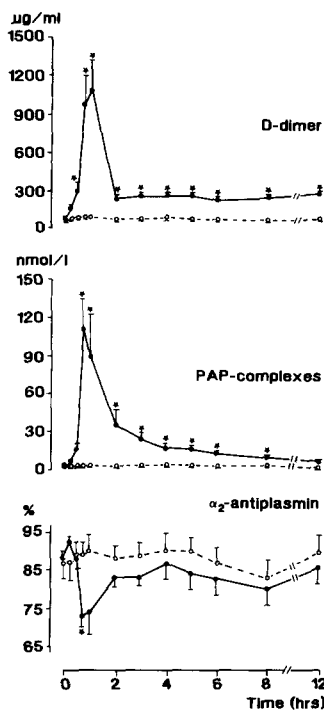 µg/ml
1500
1200
900
600
300
0
D-dimer
nmol/l
150
120
90
60
30
0
PAP-complexes
%
α₂-antiplasmin
95
85
75
65
0 2 4 6 8 12
Time (hrs)